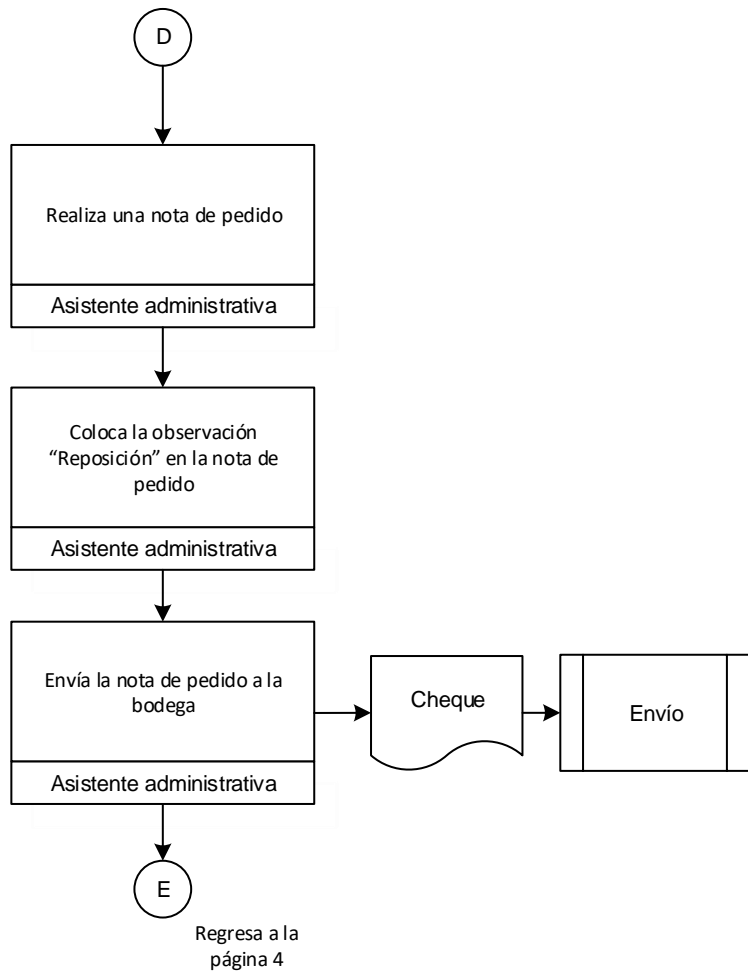 D
Realiza una nota de pedido
Asistente administrativa
Coloca la observación
“Reposición” en la nota de
pedido
Asistente administrativa
Envía la nota de pedido a la
bodega
Asistente administrativa
Cheque
Envío
E
Regresa a la
página 4